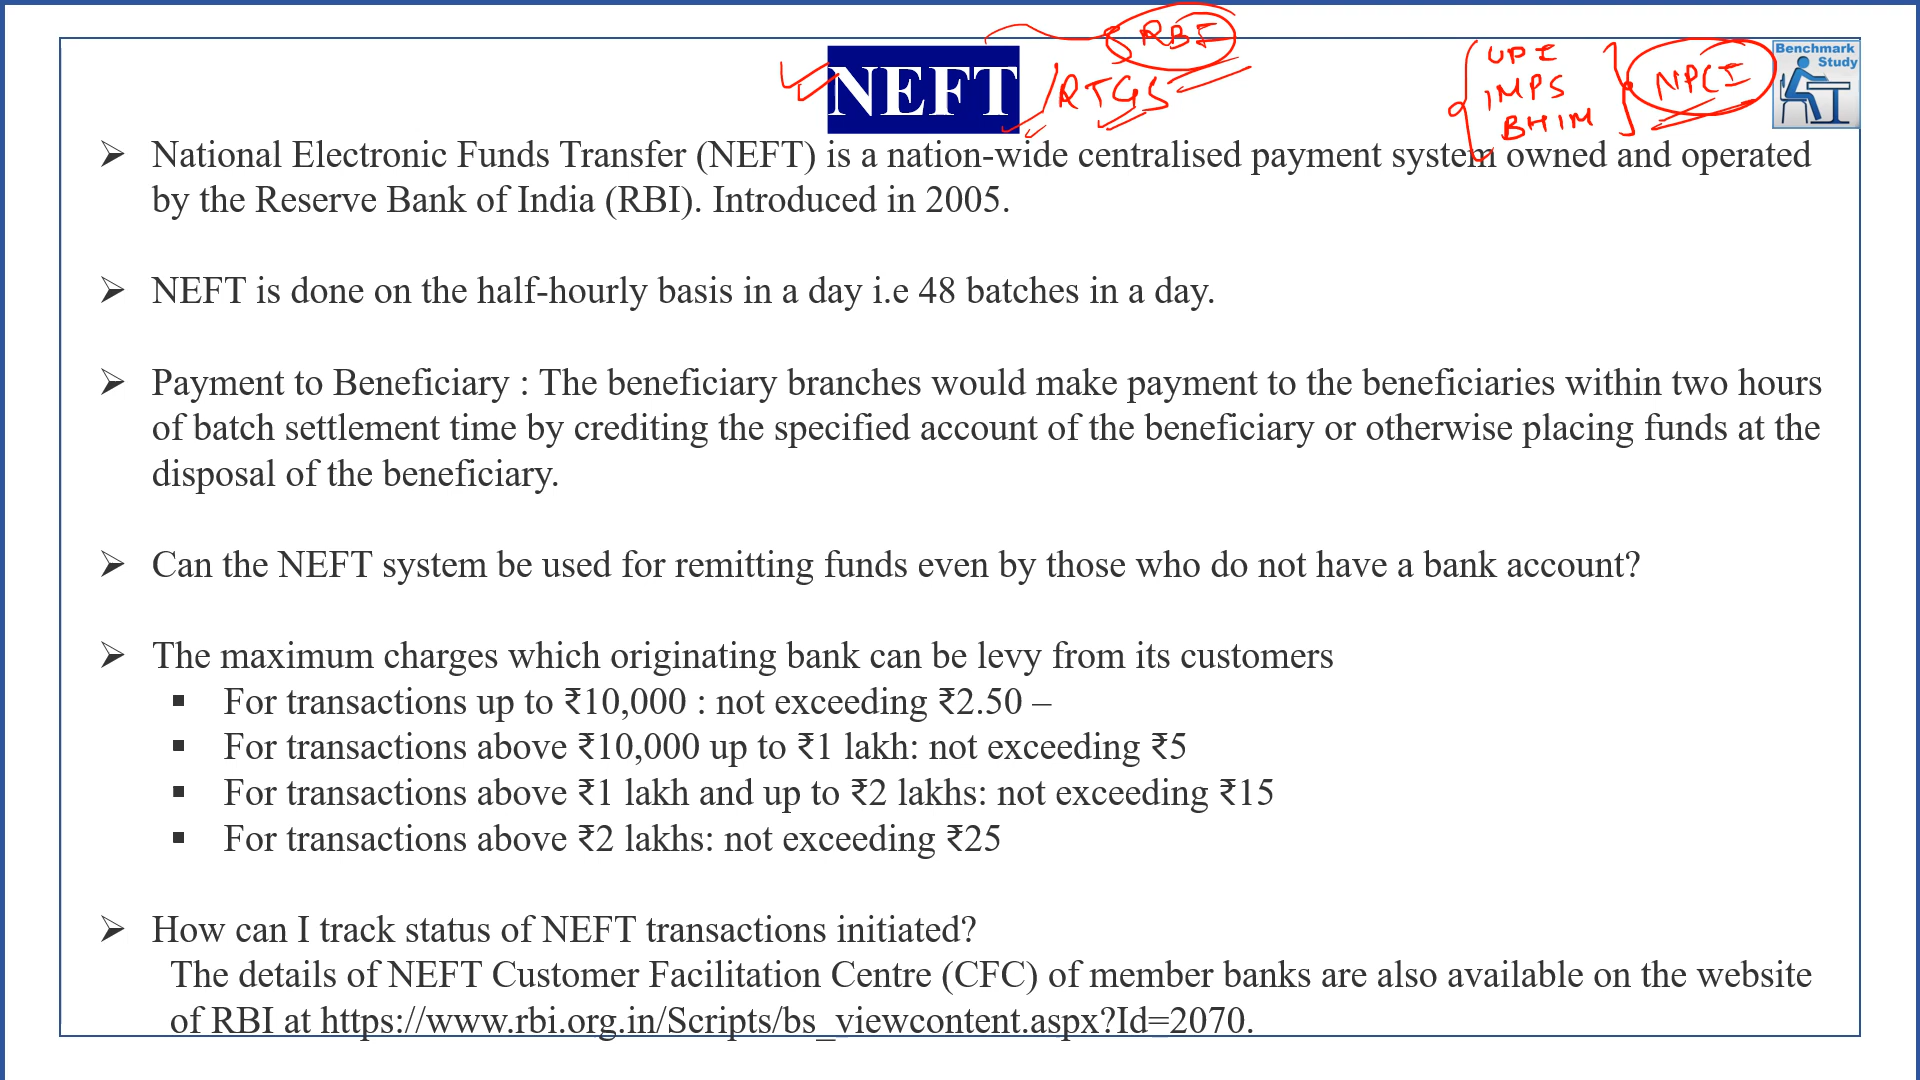 RBI
NEFT / RTGS
UPI
IMPS
BHIM
NPCI
Benchmark
Study
➢ National Electronic Funds Transfer (NEFT) is a nation-wide centralised payment system owned and operated
by the Reserve Bank of India (RBI). Introduced in 2005.
➢ NEFT is done on the half-hourly basis in a day i.e 48 batches in a day.
➢ Payment to Beneficiary : The beneficiary branches would make payment to the beneficiaries within two hours
of batch settlement time by crediting the specified account of the beneficiary or otherwise placing funds at the
disposal of the beneficiary.
➢ Can the NEFT system be used for remitting funds even by those who do not have a bank account?
➢ The maximum charges which originating bank can be levy from its customers
▪ For transactions up to ₹10,000 : not exceeding ₹2.50 –
▪ For transactions above ₹10,000 up to ₹1 lakh: not exceeding ₹5
▪ For transactions above ₹1 lakh and up to ₹2 lakhs: not exceeding ₹15
▪ For transactions above ₹2 lakhs: not exceeding ₹25
➢ How can I track status of NEFT transactions initiated?
The details of NEFT Customer Facilitation Centre (CFC) of member banks are also available on the website
of RBI at https://www.rbi.org.in/Scripts/bs_viewcontent.aspx?Id=2070.